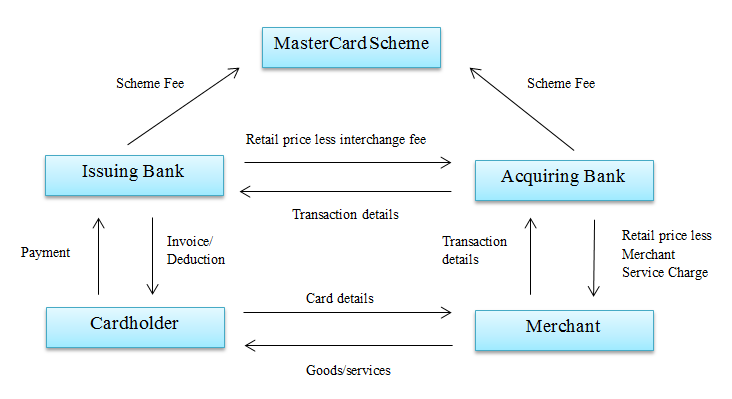 MasterCard Scheme
Scheme Fee
Scheme Fee
Retail price less interchange fee
Issuing Bank
Acquiring Bank
Transaction details
Payment
Invoice/
Deduction
Transaction
details
Retail price less
Merchant
Service Charge
Card details
Cardholder
Merchant
Goods/services